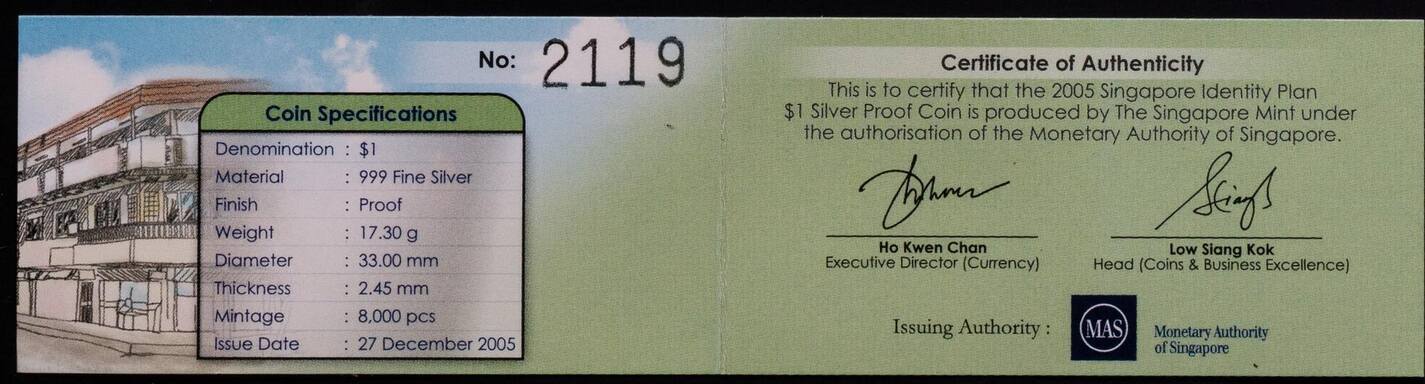 No: 2119
Coin Specifications
Denomination : $1
Material : 999 Fine Silver
Finish : Proof
Weight : 17.30 g
Diameter : 33.00 mm
Thickness : 2.45 mm
Mintage : 8,000 pcs
Issue Date : 27 December 2005
Certificate of Authenticity
This is to certify that the 2005 Singapore Identity Plan
$1 Silver Proof Coin is produced by The Singapore Mint under
the authorisation of the Monetary Authority of Singapore.
Ho Kwen Chan
Executive Director (Currency)
Low Siang Kok
Head (Coins & Business Excellence)
Issuing Authority :
MAS
Monetary Authority
of Singapore